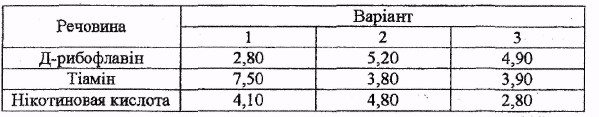 Речовина Варіант
1 2 3
Д-рибофлавін 2,80 5,20 4,90
Тіамін 7,50 3,80 3,90
Нікотиновая кислота 4,10 4,80 2,80